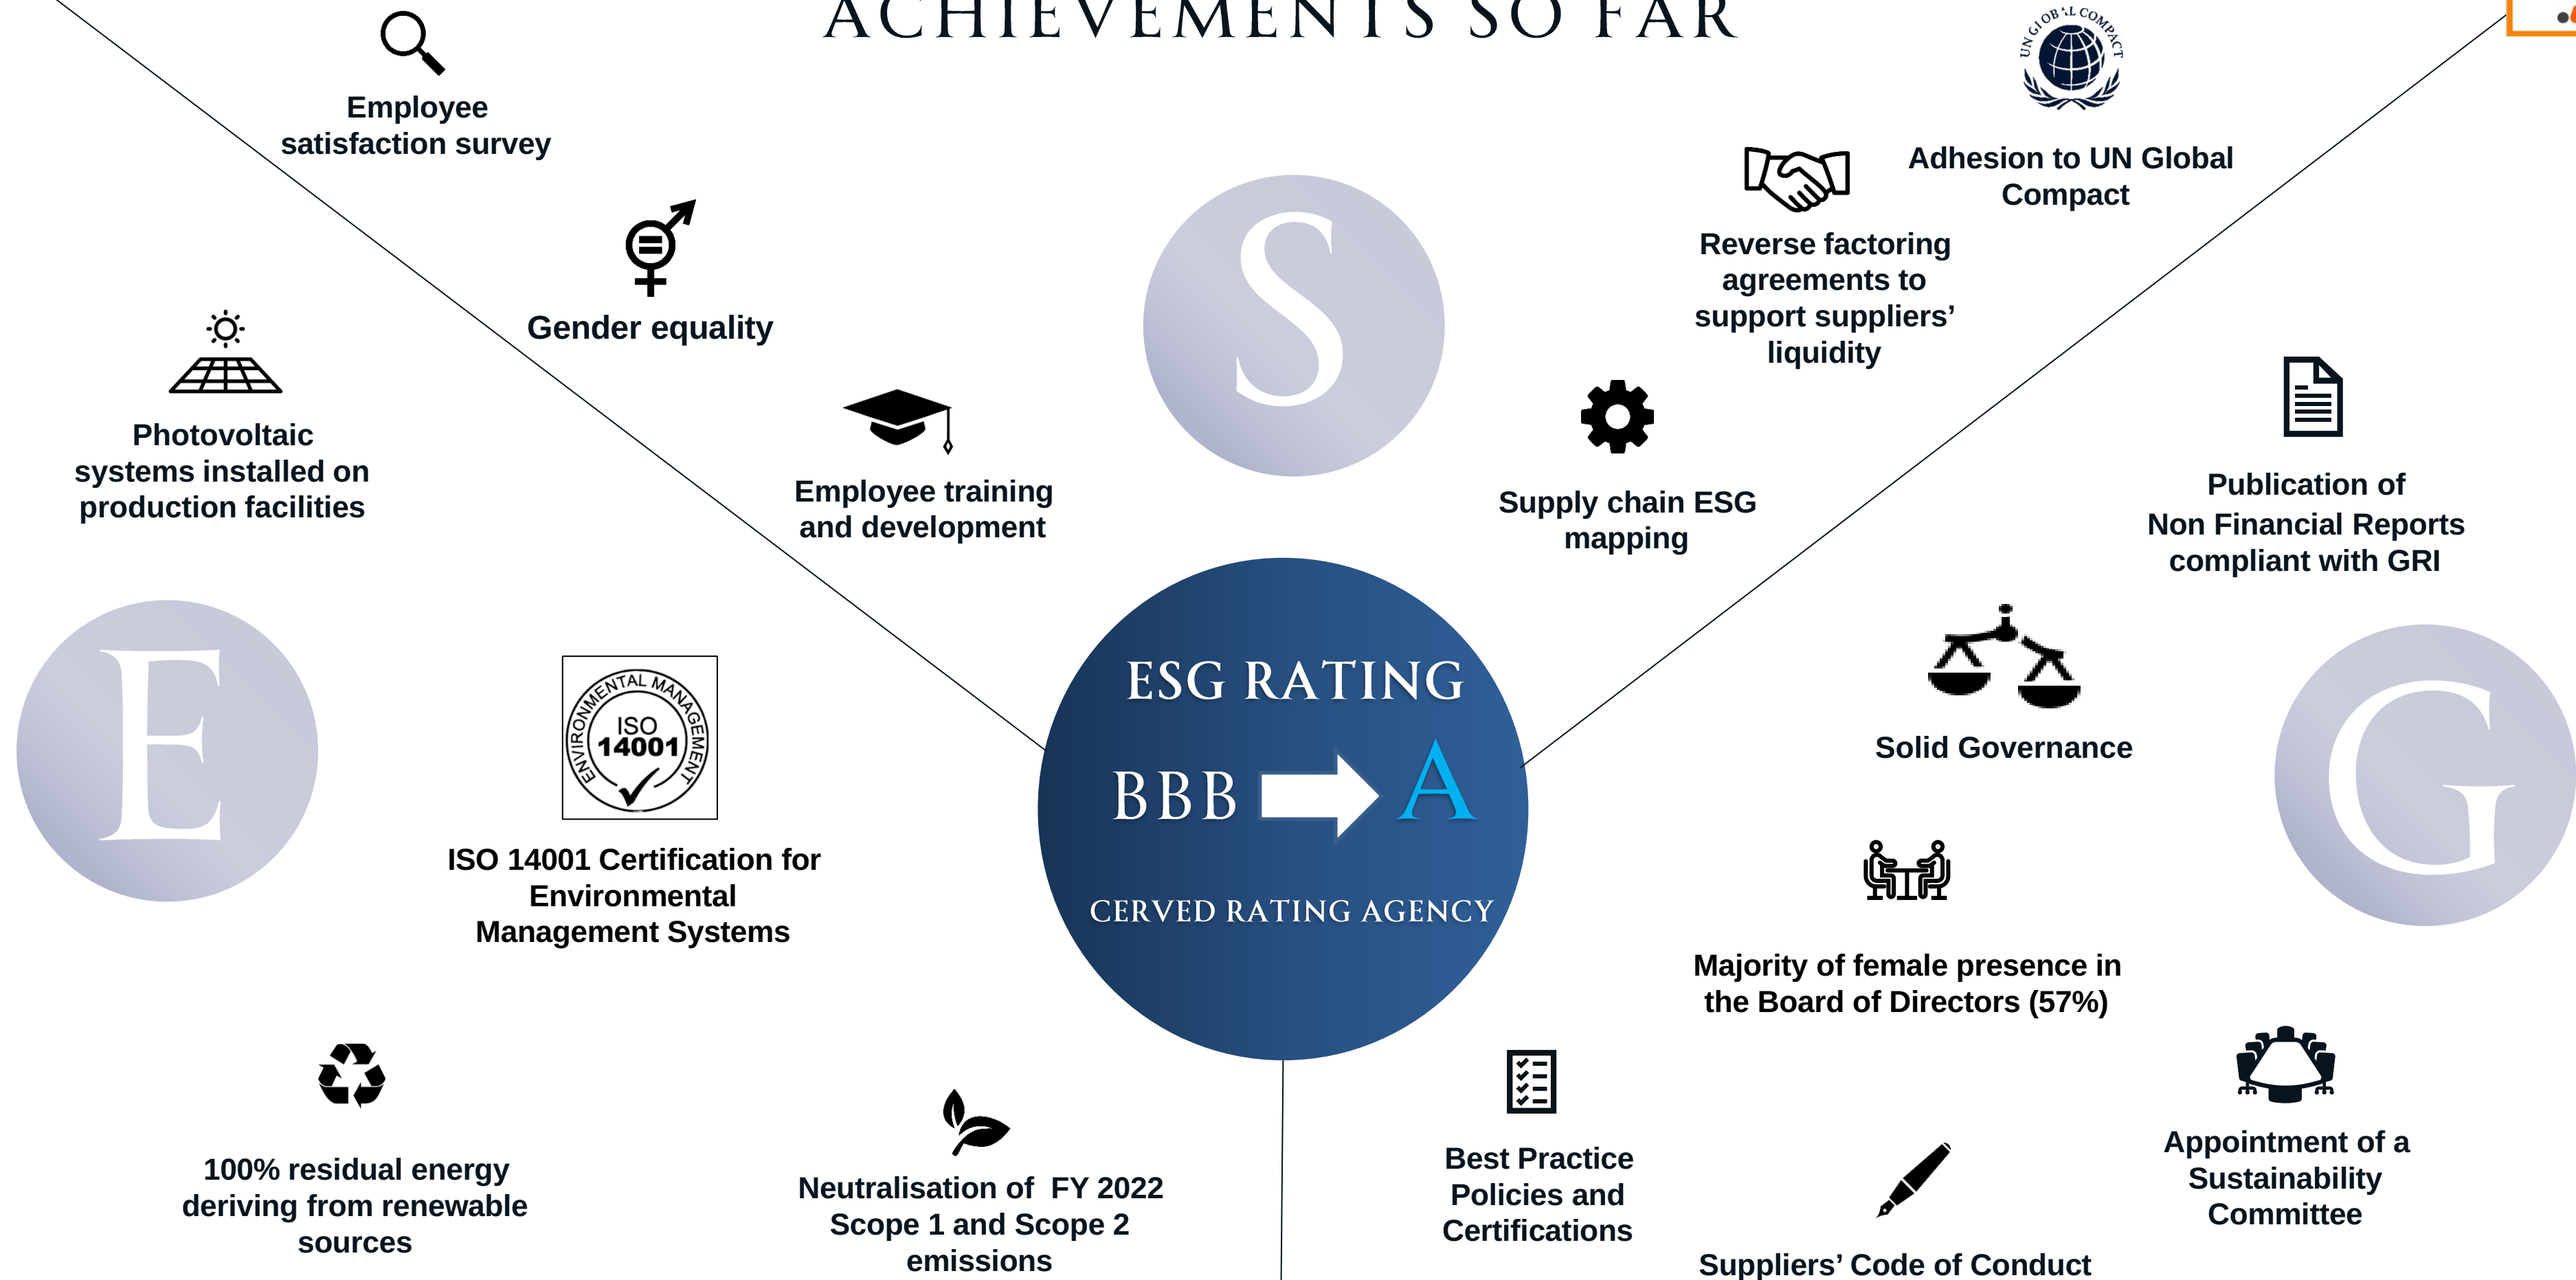 ACHIEVEMENTS SO FAR
Employee
satisfaction survey
Gender equality
Employee training
and development
S
UN GLOBAL COMPACT
Adhesion to UN Global
Compact
Reverse factoring
agreements to
support suppliers’
liquidity
Supply chain ESG
mapping
Photovoltaic
systems installed on
production facilities
E
ENVIRONMENTAL MANAGEMENT
ISO
14001
ISO 14001 Certification for
Environmental
Management Systems
100% residual energy
deriving from renewable
sources
Neutralisation of  FY 2022
Scope 1 and Scope 2
emissions
ESG RATING
BBB A
CERVED RATING AGENCY
Publication of
Non Financial Reports
compliant with GRI
Solid Governance
G
Majority of female presence in
the Board of Directors (57%)
Best Practice
Policies and
Certifications
Suppliers’ Code of Conduct
Appointment of a
Sustainability
Committee